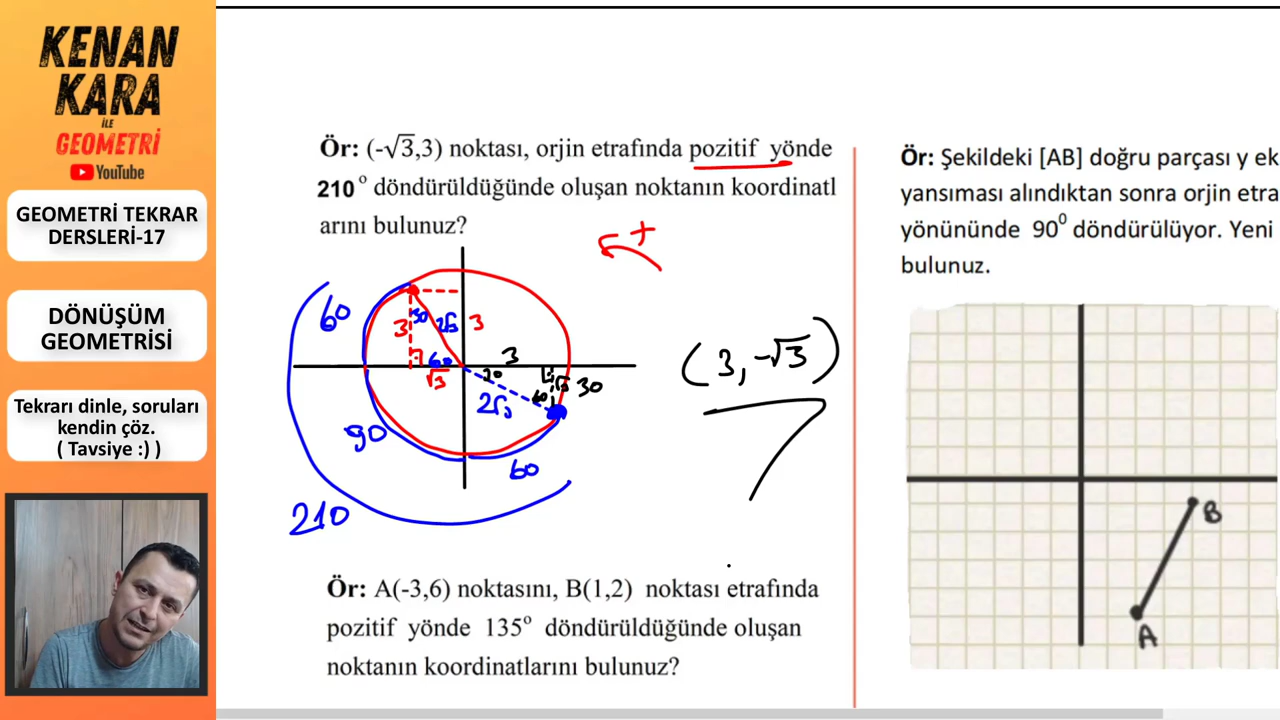 KENAN
KARA
İLE
GEOMETRİ
YouTube
GEOMETRİ TEKRAR
DERSLERİ-17
DÖNÜŞÜM
GEOMETRİSİ
Tekrarı dinle, soruları
kendin çöz.
( Tavsiye :) )
Ör: (-√3,3) noktası, orjin etrafında pozitif yönde
210° döndürüldüğünde oluşan noktanın koordinatl
arını bulunuz?
+
60
30
2√3
3
3
60
√3
3
30
60
√3
30
2√3
90
60
210
(3,-√3)
Ör: A(-3,6) noktasını, B(1,2) noktası etrafında
pozitif yönde 135° döndürüldüğünde oluşan
noktanın koordinatlarını bulunuz?
Ör: Şekildeki [AB] doğru parçası y ek
yansıması alındıktan sonra orjin etra
yönününde 90⁰ döndürülüyor. Yeni
bulunuz.
B
A